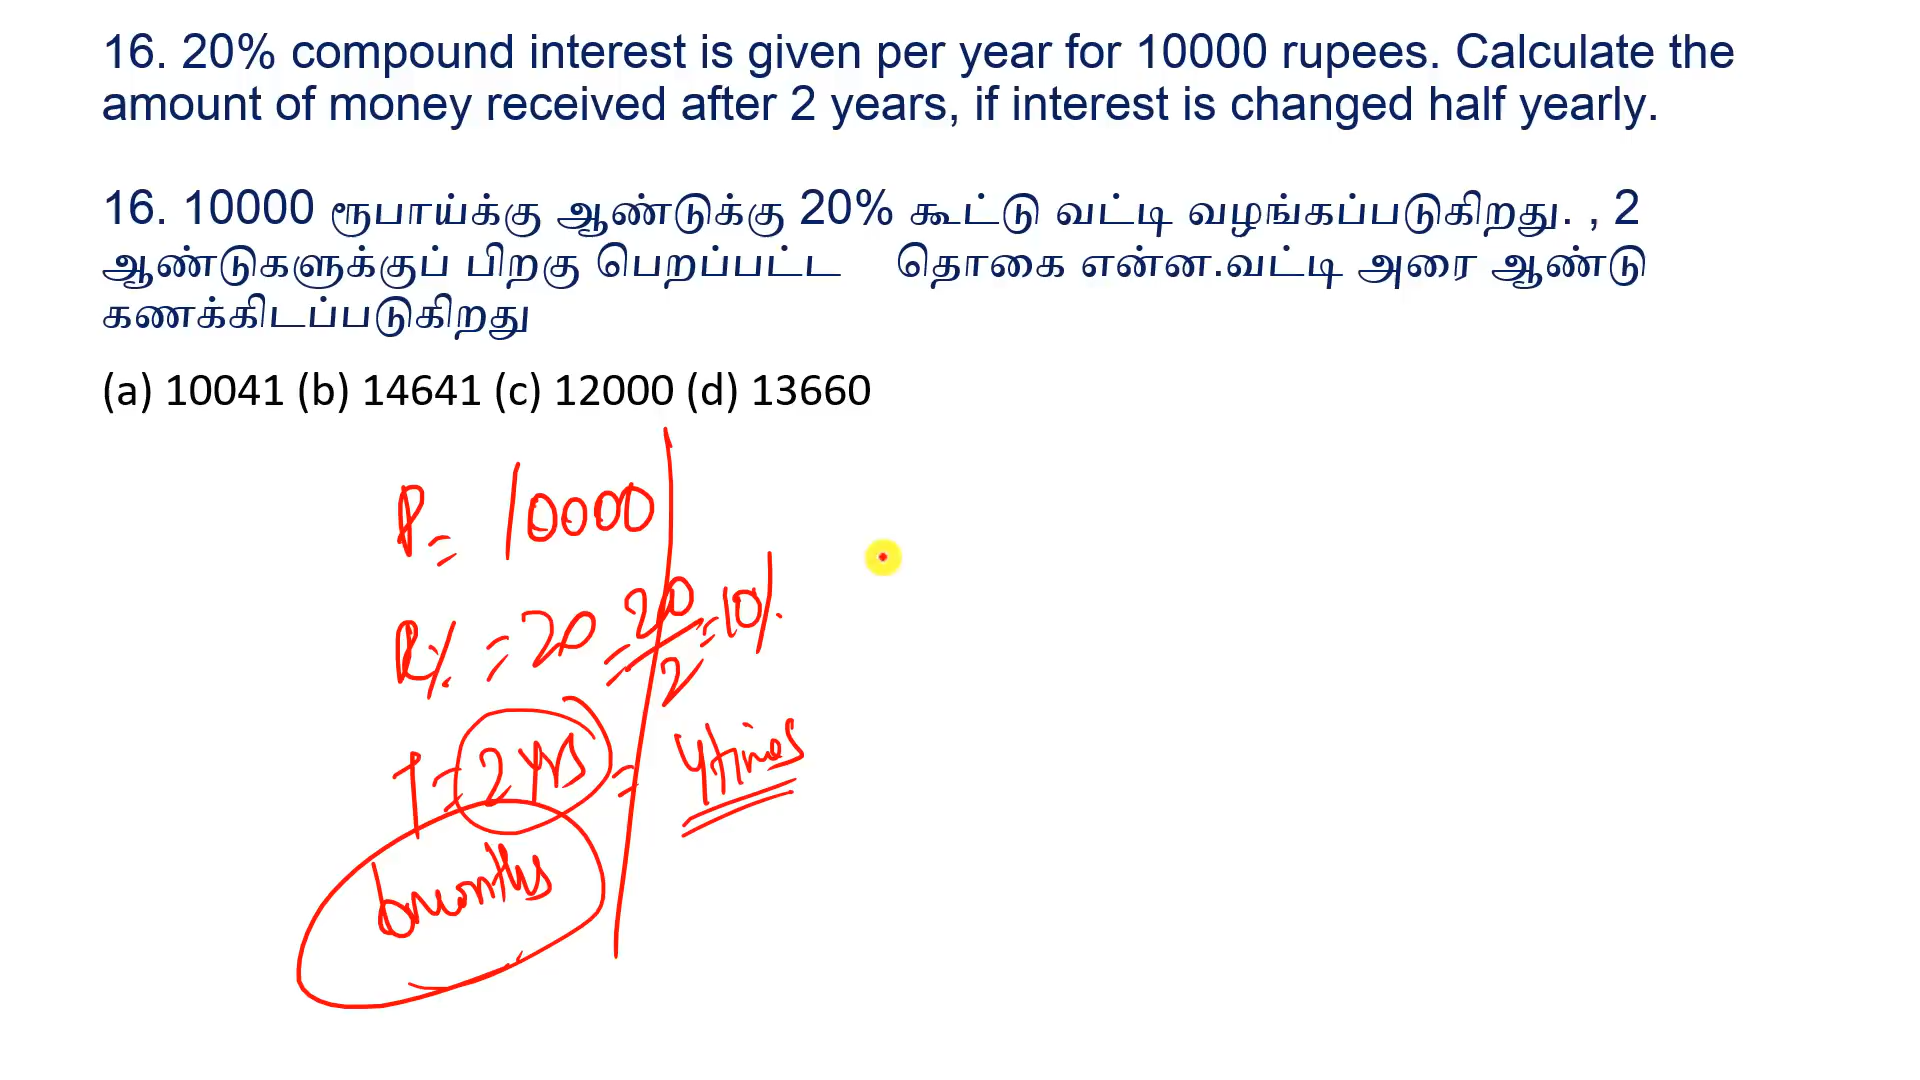 16. 20% compound interest is given per year for 10000 rupees. Calculate the
amount of money received after 2 years, if interest is changed half yearly.
16. 10000 ரூபாய்க்கு ஆண்டுக்கு 20% கூட்டு வட்டி வழங்கப்படுகிறது. , 2
ஆண்டுகளுக்குப் பிறகு பெறப்பட்ட தொகை என்ன.வட்டி அரை ஆண்டு
கணக்கிடப்படுகிறது
(a) 10041 (b) 14641 (c) 12000 (d) 13660
P = 10000
R% = 20 = 20/2 = 10%
T = 2 yrs = 4 times
6 months